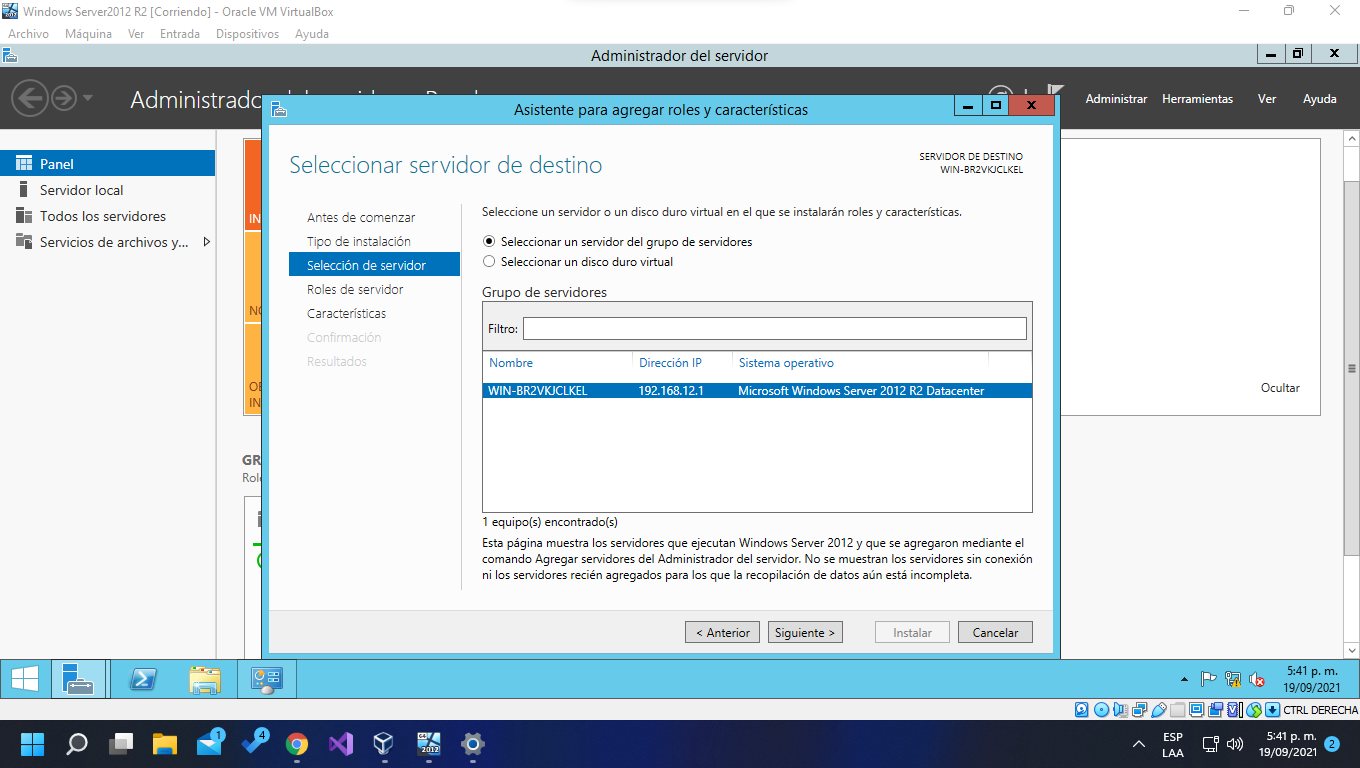 Windows Server2012 R2 [Corriendo] - Oracle VM VirtualBox
Archivo Máquina Ver Entrada Dispositivos Ayuda
Administrador del servidor
Administrar Herramientas Ver Ayuda
Asistente para agregar roles y características
Panel
Servidor local
Todos los servidores
Servicios de archivos y...
Seleccionar servidor de destino
SERVIDOR DE DESTINO
WIN-BR2VKJCLKEL
Antes de comenzar
Tipo de instalación
Selección de servidor
Roles de servidor
Características
Confirmación
Resultados
Seleccione un servidor o un disco duro virtual en el que se instalarán roles y características.
Seleccionar un servidor del grupo de servidores
Seleccionar un disco duro virtual
Grupo de servidores
Filtro:
Nombre Dirección IP Sistema operativo
WIN-BR2VKJCLKEL 192.168.12.1 Microsoft Windows Server 2012 R2 Datacenter
1 equipo(s) encontrado(s)
Esta página muestra los servidores que ejecutan Windows Server 2012 y que se agregaron mediante el
comando Agregar servidores del Administrador del servidor. No se muestran los servidores sin conexión
ni los servidores recién agregados para los que la recopilación de datos aún está incompleta.
< Anterior Siguiente > Instalar Cancelar
Ocultar
5:41 p. m.
19/09/2021
CTRL DERECHA
1
4
2012
ESP
LAA
5:41 p. m.
19/09/2021
2